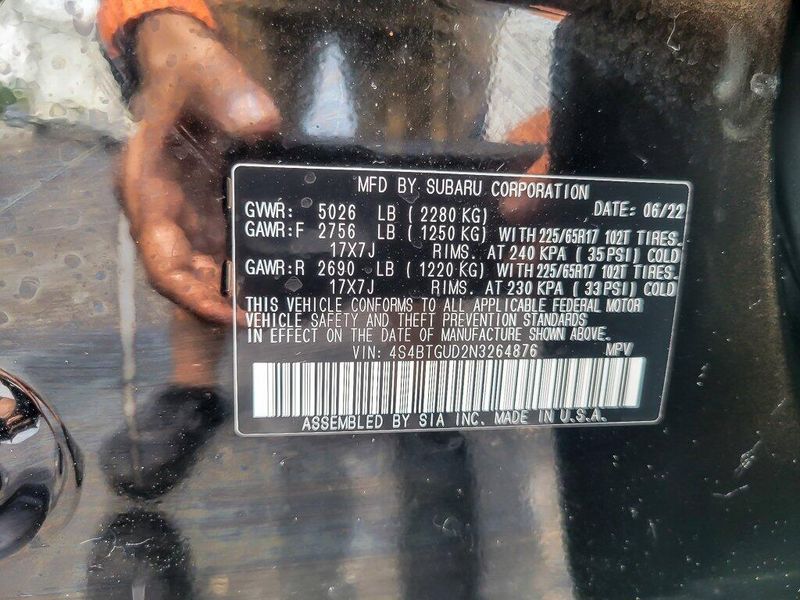 MFD BY SUBARU CORPORATION
GVWR: 5026 LB ( 2280 KG) DATE: 06/22
GAWR:F 2756 LB ( 1250 KG) WITH 225/65R17 102T TIRES.
17X7J RIMS. AT 240 KPA ( 35 PSI) COLD
GAWR:R 2690 LB ( 1220 KG) WITH 225/65R17 102T TIRES.
17X7J RIMS. AT 230 KPA ( 33 PSI) COLD
THIS VEHICLE CONFORMS TO ALL APPLICABLE FEDERAL MOTOR
VEHICLE SAFETY AND THEFT PREVENTION STANDARDS
IN EFFECT ON THE DATE OF MANUFACTURE SHOWN ABOVE.
VIN: 4S4BTGUD2N3264876 MPV
ASSEMBLED BY SIA INC. MADE IN U.S.A.